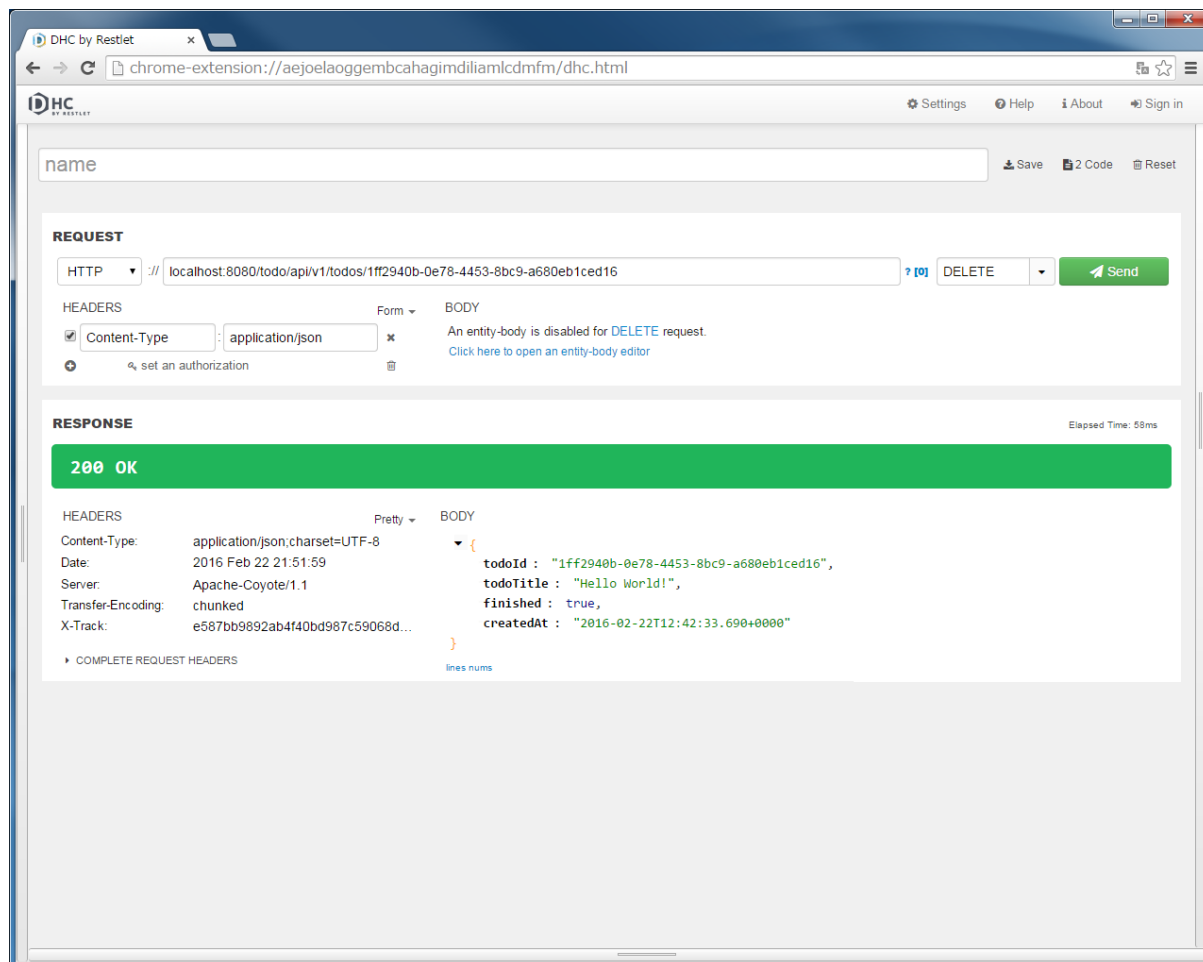 DHC by Restlet
chrome-extension://aejoelaoggembcahagimdiliamlcdmfm/dhc.html
DHC BY RESTLET
Settings Help About Sign in
name
Save 2 Code Reset
REQUEST
HTTP :// localhost:8080/todo/api/v1/todos/1ff2940b-0e78-4453-8bc9-a680eb1ced16 ? [0] DELETE Send
HEADERS Form BODY
Content-Type : application/json
An entity-body is disabled for DELETE request.
Click here to open an entity-body editor
set an authorization
RESPONSE
Elapsed Time: 58ms
200 OK
HEADERS Pretty BODY
Content-Type: application/json;charset=UTF-8
Date: 2016 Feb 22 21:51:59
Server: Apache-Coyote/1.1
Transfer-Encoding: chunked
X-Track: e587bb9892ab4f40bd987c59068d...
COMPLETE REQUEST HEADERS
{
todoId : "1ff2940b-0e78-4453-8bc9-a680eb1ced16",
todoTitle : "Hello World!",
finished : true,
createdAt : "2016-02-22T12:42:33.690+0000"
}
lines nums